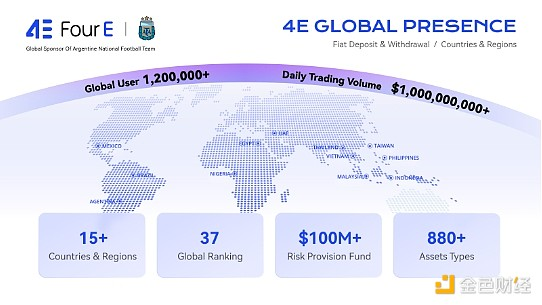 4E FourE
Global Sponsor Of Argentine National Football Team
4E GLOBAL PRESENCE
Fiat Deposit & Withdrawal / Countries & Regions
Global User 1,200,000+
Daily Trading Volume $1,000,000,000+
MEXICO
BRAZIL
ARGENTINA
NIGERIA
EGYPT
UAE
THAILAND
VIETNAM
TAIWAN
PHILIPPINES
MALAYSIA
INDONESIA
15+
Countries & Regions
37
Global Ranking
$100M+
Risk Provision Fund
880+
Assets Types
金色财经